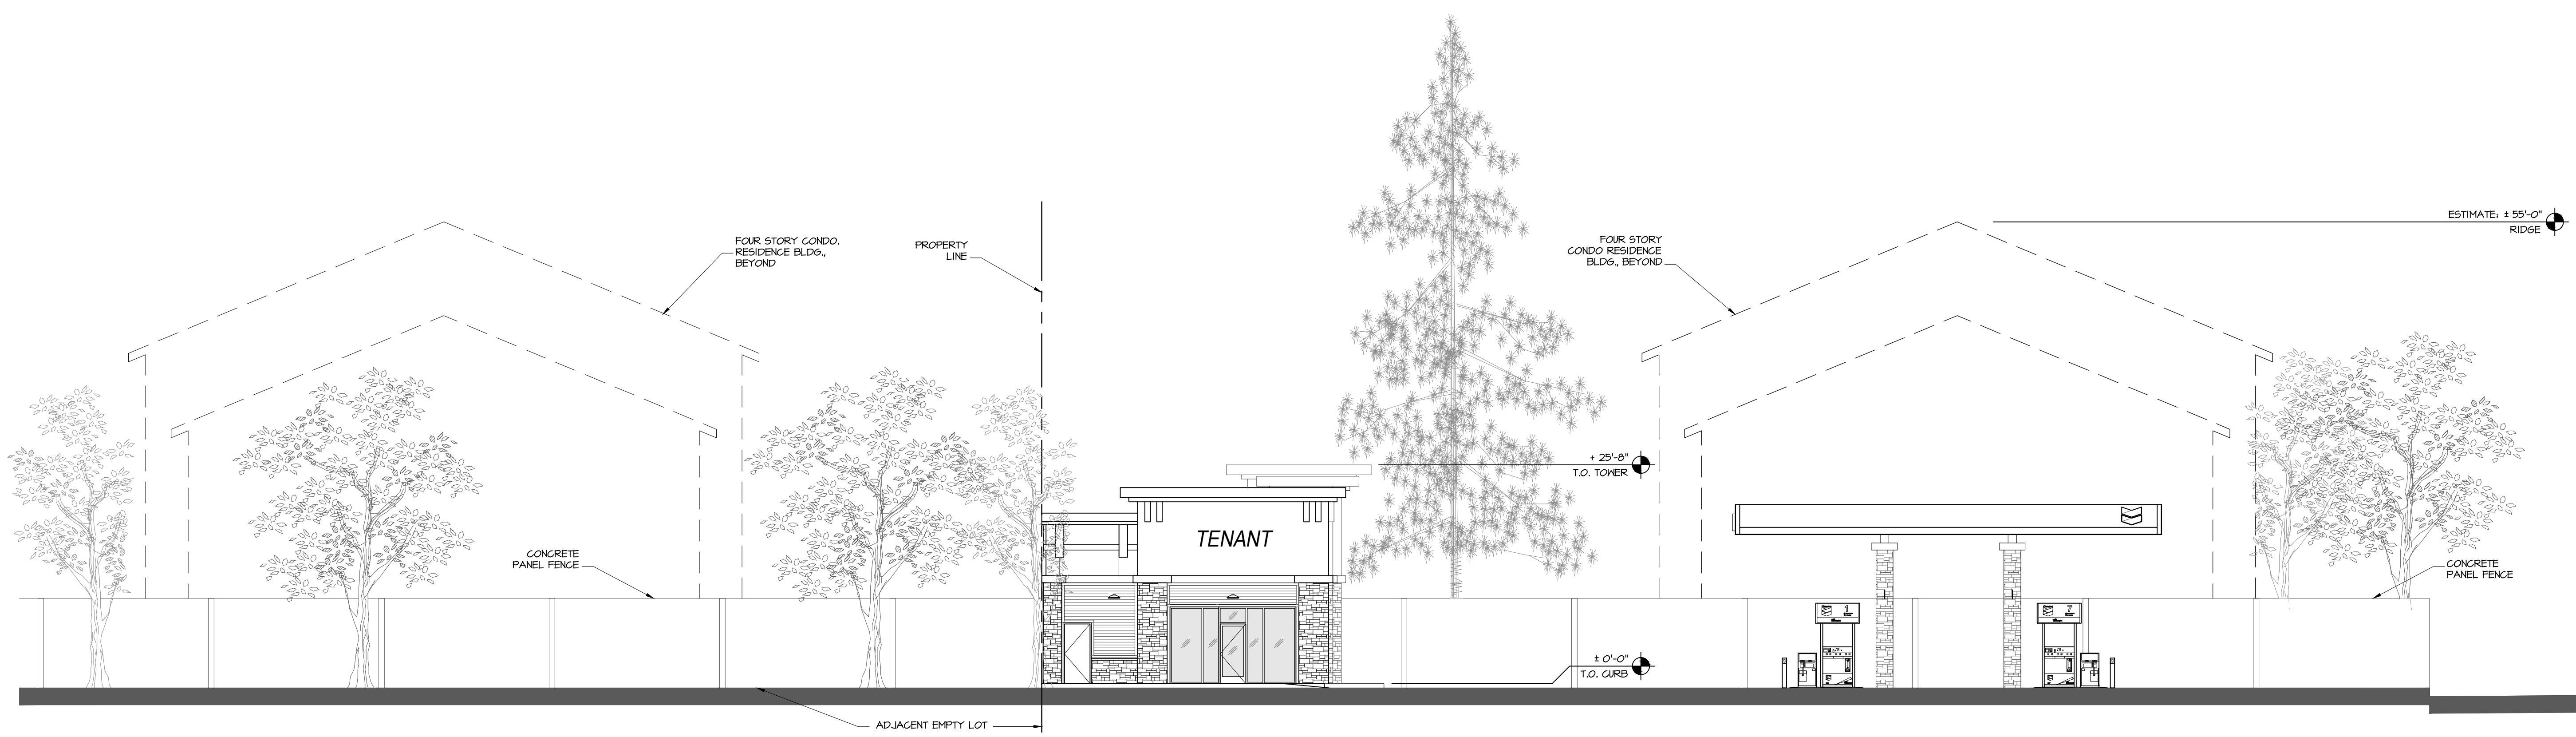 FOUR STORY CONDO.
RESIDENCE BLDG.,
BEYOND
PROPERTY
LINE
FOUR STORY
CONDO RESIDENCE
BLDG., BEYOND
ESTIMATE: ± 55'-0"
RIDGE
+ 25'-8"
T.O. TOWER
TENANT
CONCRETE
PANEL FENCE
CONCRETE
PANEL FENCE
1
7
± 0'-0"
T.O. CURB
ADJACENT EMPTY LOT